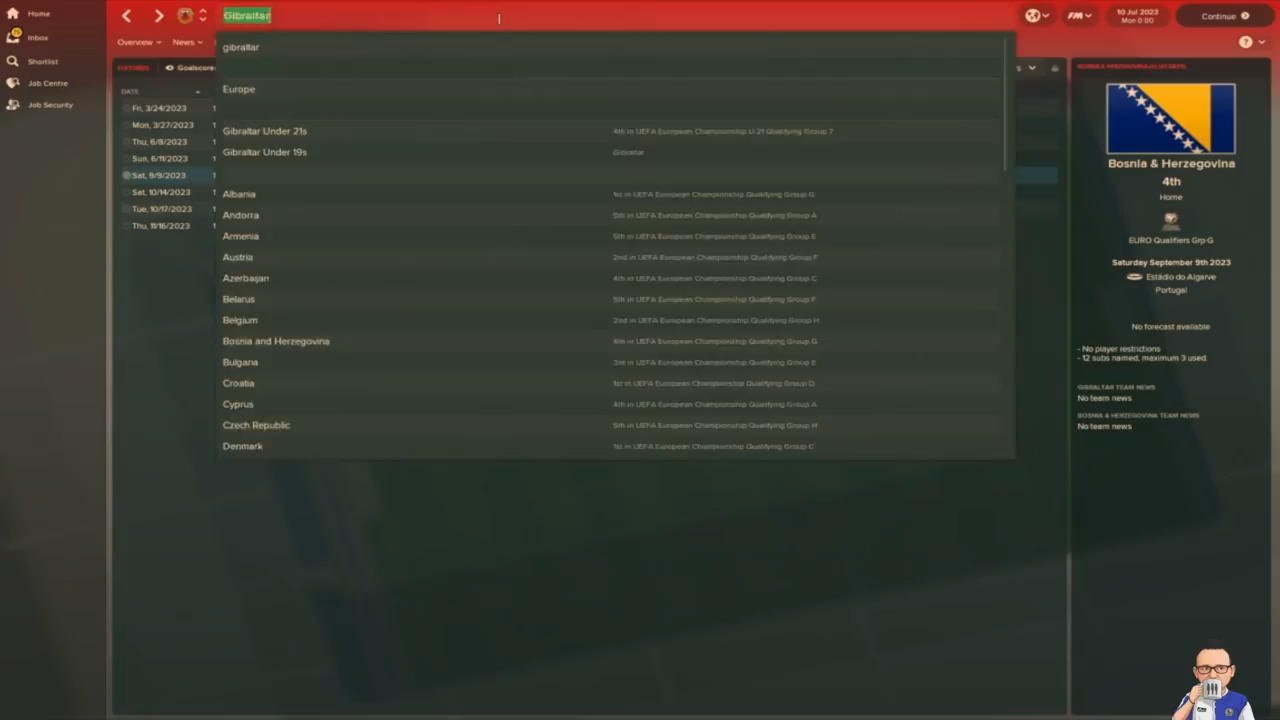 Home
Gibraltar
10 Jul 2023
Mon 0:00
Continue
FM
Inbox
Overview
News
gibraltar
Shortlist
Goalscore
Job Centre
DATE
Europe
Job Security
Fri, 3/24/2023 1
Mon, 3/27/2023 1
Thu, 6/8/2023 1
Sun, 6/11/2023 1
Sat, 9/9/2023 1
Sat, 10/14/2023 1
Tue, 10/17/2023 1
Thu, 11/16/2023 1
Gibraltar Under 21s 4th in UEFA European Championship U-21 Qualifying Group 7
Gibraltar Under 19s Gibraltar
Albania 1st in UEFA European Championship Qualifying Group G
Andorra 5th in UEFA European Championship Qualifying Group A
Armenia 5th in UEFA European Championship Qualifying Group E
Austria 2nd in UEFA European Championship Qualifying Group F
Azerbaijan 4th in UEFA European Championship Qualifying Group C
Belarus 5th in UEFA European Championship Qualifying Group F
Belgium 2nd in UEFA European Championship Qualifying Group H
Bosnia and Herzegovina 4th in UEFA European Championship Qualifying Group G
Bulgaria 3rd in UEFA European Championship Qualifying Group E
Croatia 1st in UEFA European Championship Qualifying Group D
Cyprus 4th in UEFA European Championship Qualifying Group A
Czech Republic 5th in UEFA European Championship Qualifying Group H
Denmark 1st in UEFA European Championship Qualifying Group C
Bosnia & Herzegovina
4th
Home
EURO Qualifiers Grp G
Saturday September 9th 2023
Estádio do Algarve
Portugal
No forecast available
- No player restrictions
- 12 subs named, maximum 3 used.
GIBRALTAR TEAM NEWS
No team news
BOSNIA & HERZEGOVINA TEAM NEWS
No team news